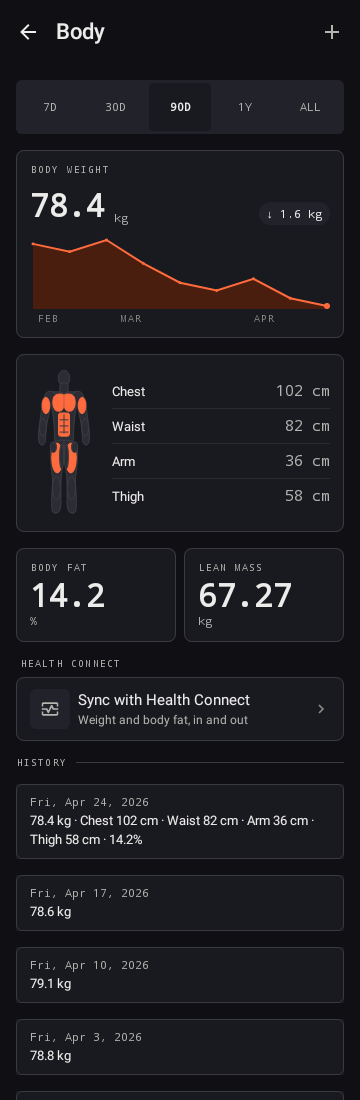 Body
7D 30D 90D 1Y ALL
BODY WEIGHT
78.4 kg
↓ 1.6 kg
FEB MAR APR
Chest 102 cm
Waist 82 cm
Arm 36 cm
Thigh 58 cm
BODY FAT
14.2
%
LEAN MASS
67.27
kg
HEALTH CONNECT
Sync with Health Connect
Weight and body fat, in and out
HISTORY
Fri, Apr 24, 2026
78.4 kg · Chest 102 cm · Waist 82 cm · Arm 36 cm ·
Thigh 58 cm · 14.2%
Fri, Apr 17, 2026
78.6 kg
Fri, Apr 10, 2026
79.1 kg
Fri, Apr 3, 2026
78.8 kg